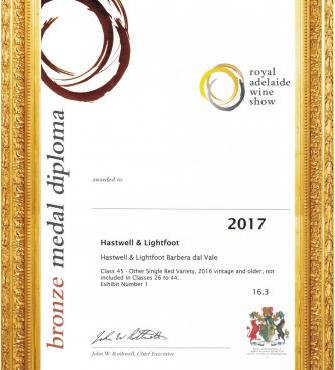 royal
adelaide
wine
show
bronze medal diploma
awarded to
2017
Hastwell & Lightfoot
Hastwell & Lightfoot Barbera dal Vale
Class 45 - Other Single Red Variety, 2016 vintage and older:, not
included in Classes 26 to 44.
Exhibit Number 1
16.3
John W. Rothwell, Chief Executive